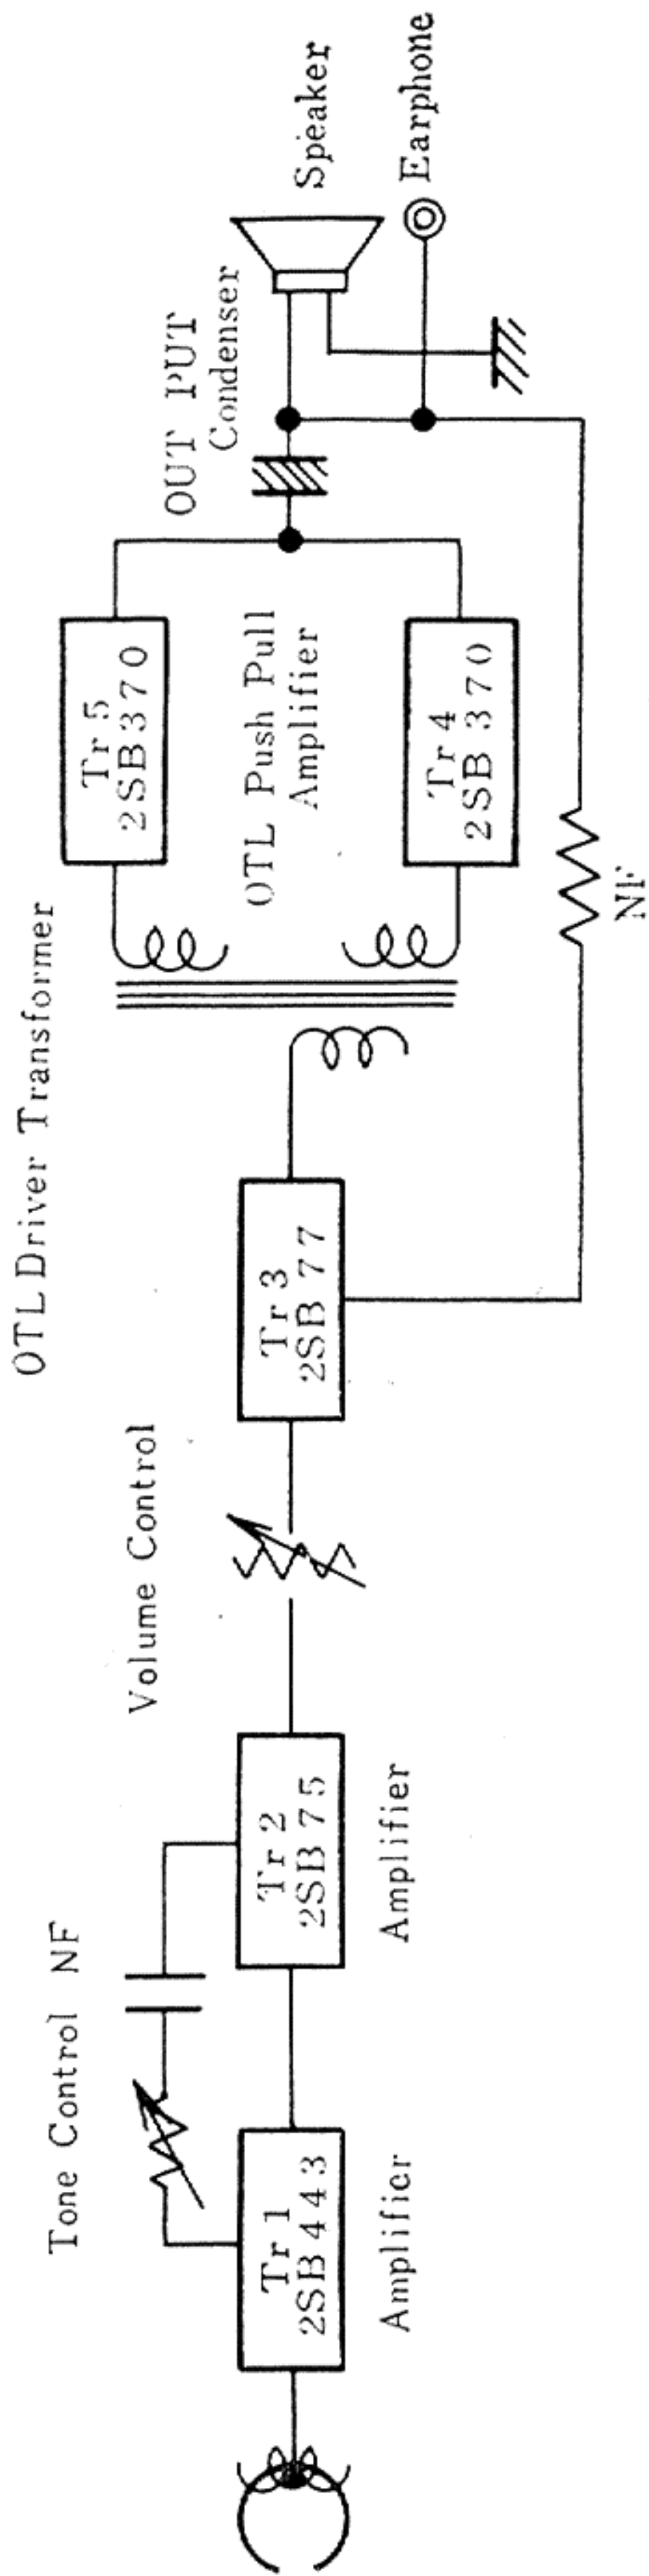 Tone Control NF
Tr 1
2SB 443
Amplifier
Tr 2
2SB 75
Amplifier
Volume Control
Tr 3
2SB 77
OTL Driver Transformer
Tr 5
2SB 370
OTL Push Pull
Amplifier
Tr 4
2SB 370
NF
OUT PUT
Condenser
Speaker
Earphone